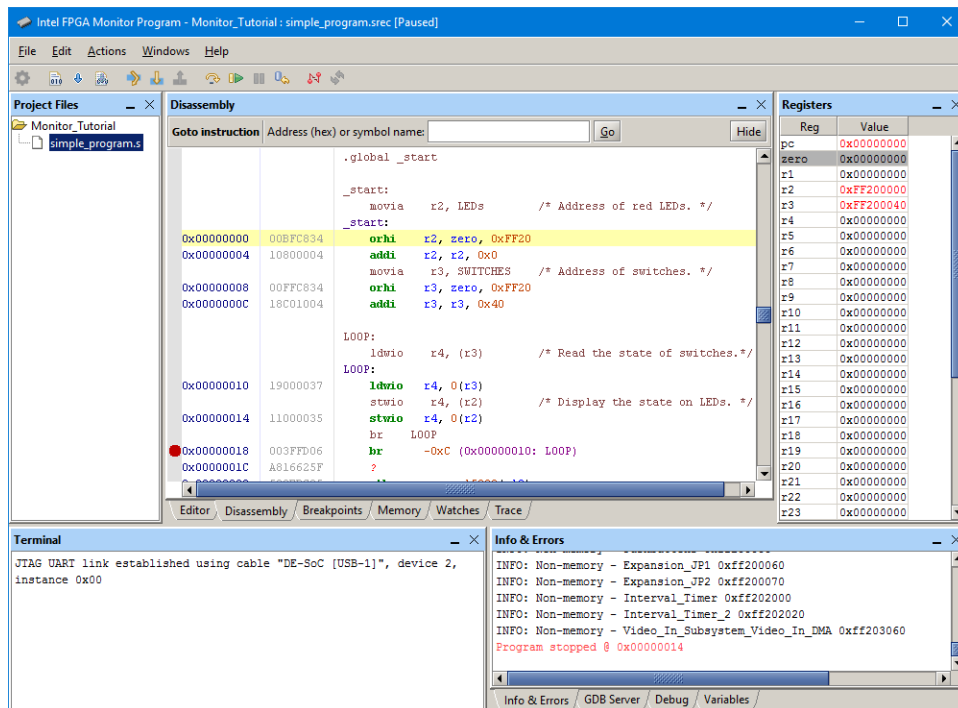 Intel FPGA Monitor Program - Monitor_Tutorial : simple_program.srec [Paused]
File Edit Actions Windows Help
Project Files
Monitor_Tutorial
simple_program.s
Disassembly
Goto instruction Address (hex) or symbol name: Go Hide
.global _start
_start:
movia r2, LEDs /* Address of red LEDs. */
_start:
0x00000000 00BFC834 orhi r2, zero, 0xFF20
0x00000004 10800004 addi r2, r2, 0x0
movia r3, SWITCHES /* Address of switches. */
0x00000008 00FFC834 orhi r3, zero, 0xFF20
0x0000000C 18C01004 addi r3, r3, 0x40
LOOP:
ldwio r4, (r3) /* Read the state of switches.*/
LOOP:
0x00000010 19000037 ldwio r4, 0(r3)
stwio r4, (r2) /* Display the state on LEDs. */
0x00000014 11000035 stwio r4, 0(r2)
br LOOP
0x00000018 003FFD06 br -0xC (0x00000010: LOOP)
0x0000001C A816625F ?
Editor Disassembly Breakpoints Memory Watches Trace
Registers
Reg Value
pc 0x00000000
zero 0x00000000
r1 0x00000000
r2 0xFF200000
r3 0xFF200040
r4 0x00000000
r5 0x00000000
r6 0x00000000
r7 0x00000000
r8 0x00000000
r9 0x00000000
r10 0x00000000
r11 0x00000000
r12 0x00000000
r13 0x00000000
r14 0x00000000
r15 0x00000000
r16 0x00000000
r17 0x00000000
r18 0x00000000
r19 0x00000000
r20 0x00000000
r21 0x00000000
r22 0x00000000
r23 0x00000000
Terminal
JTAG UART link established using cable "DE-SoC [USB-1]", device 2,
instance 0x00
Info & Errors
INFO: Non-memory - Expansion_JP1 0xff200060
INFO: Non-memory - Expansion_JP2 0xff200070
INFO: Non-memory - Interval_Timer 0xff202000
INFO: Non-memory - Interval_Timer_2 0xff202020
INFO: Non-memory - Video_In_Subsystem_Video_In_DMA 0xff203060
Program stopped @ 0x00000014
Info & Errors GDB Server Debug Variables